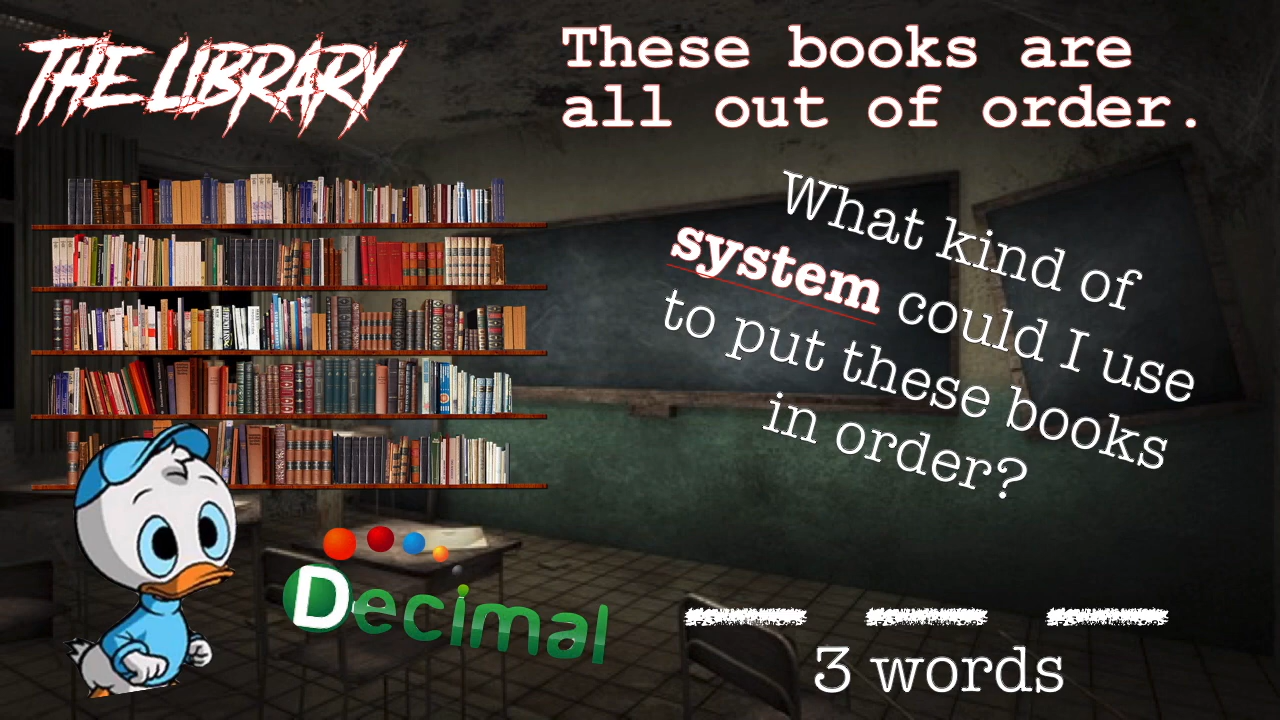 THE LIBRARY
These books are
all out of order.
What kind of
system could I use
to put these books
in order?
Decimal
3 words